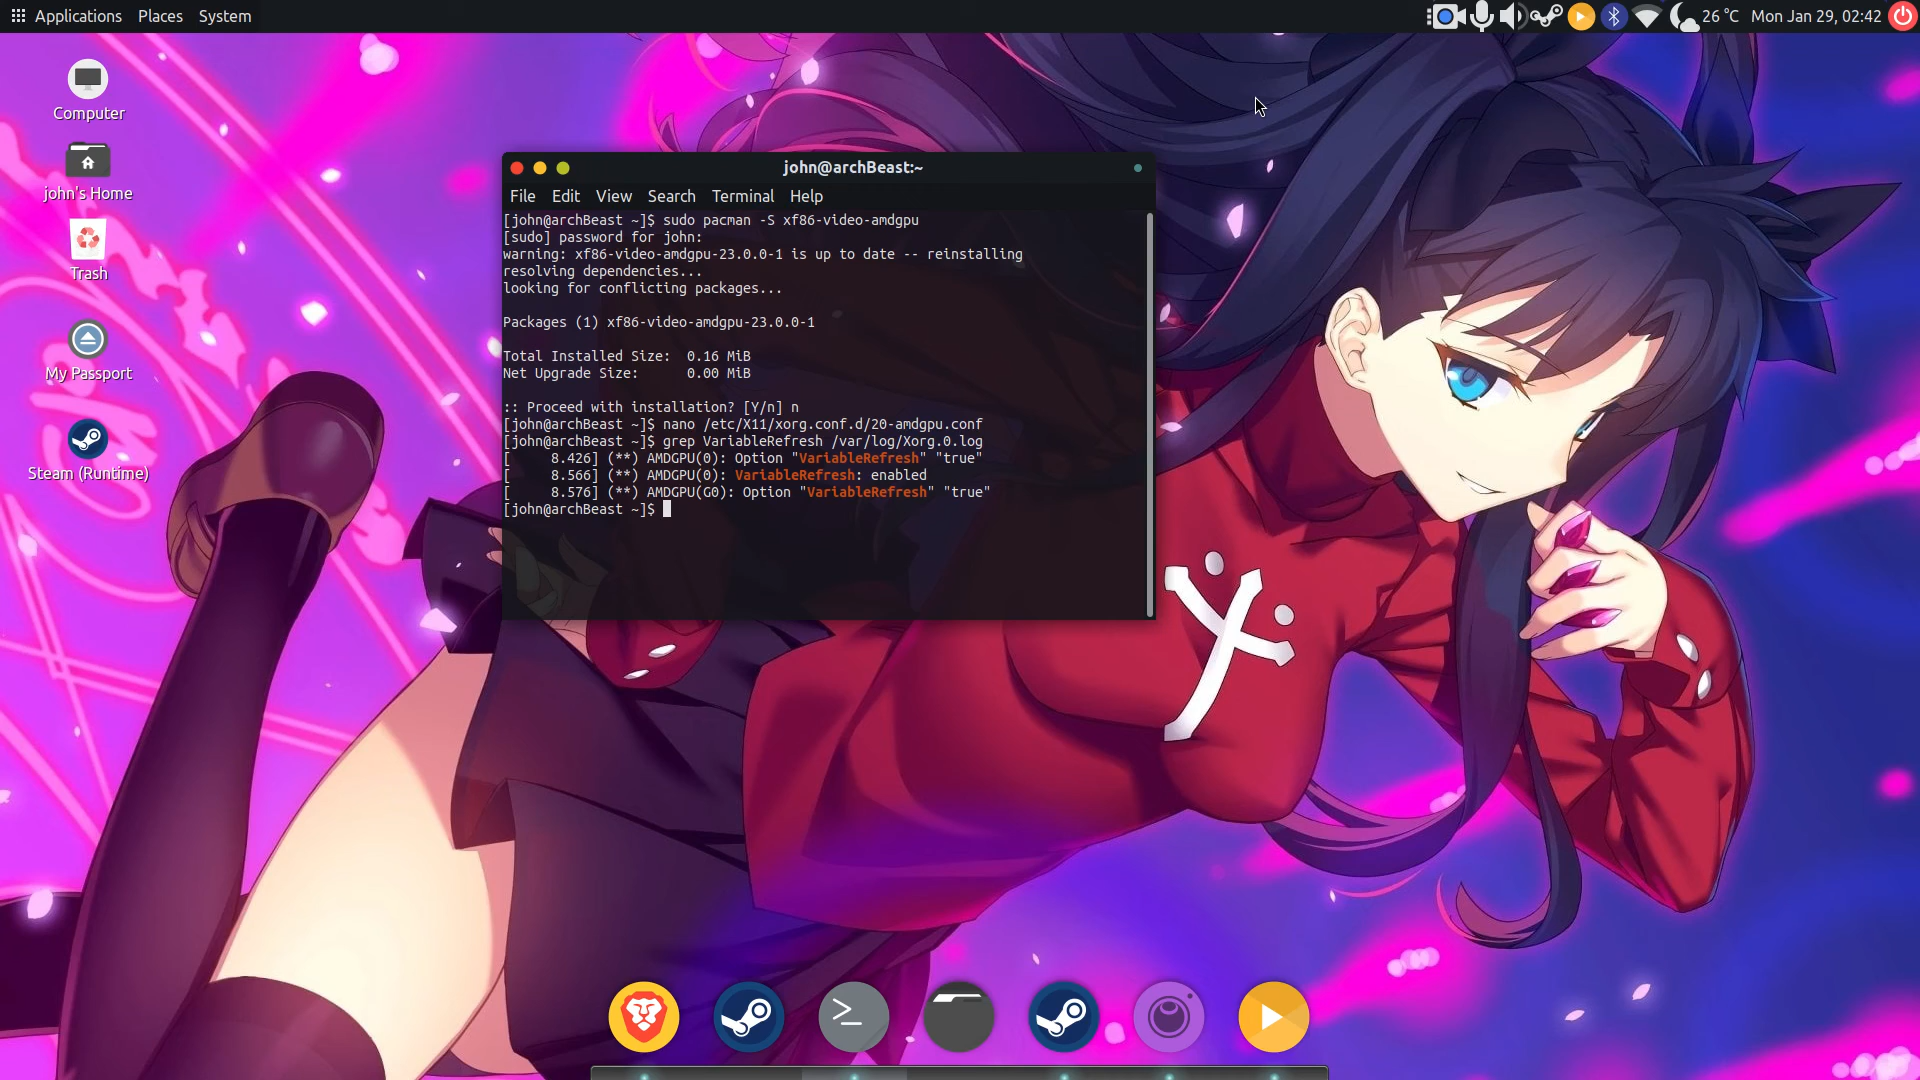 Applications Places System
26 °C Mon Jan 29, 02:42
Computer
john's Home
Trash
My Passport
Steam (Runtime)
john@archBeast:~
File Edit View Search Terminal Help
[john@archBeast ~]$ sudo pacman -S xf86-video-amdgpu
[sudo] password for john:
warning: xf86-video-amdgpu-23.0.0-1 is up to date -- reinstalling
resolving dependencies...
looking for conflicting packages...
Packages (1) xf86-video-amdgpu-23.0.0-1
Total Installed Size:  0.16 MiB
Net Upgrade Size:      0.00 MiB
:: Proceed with installation? [Y/n] n
[john@archBeast ~]$ nano /etc/X11/xorg.conf.d/20-amdgpu.conf
[john@archBeast ~]$ grep VariableRefresh /var/log/Xorg.0.log
[     8.426] (**) AMDGPU(0): Option "VariableRefresh" "true"
[     8.566] (**) AMDGPU(0): VariableRefresh: enabled
[     8.576] (**) AMDGPU(G0): Option "VariableRefresh" "true"
[john@archBeast ~]$